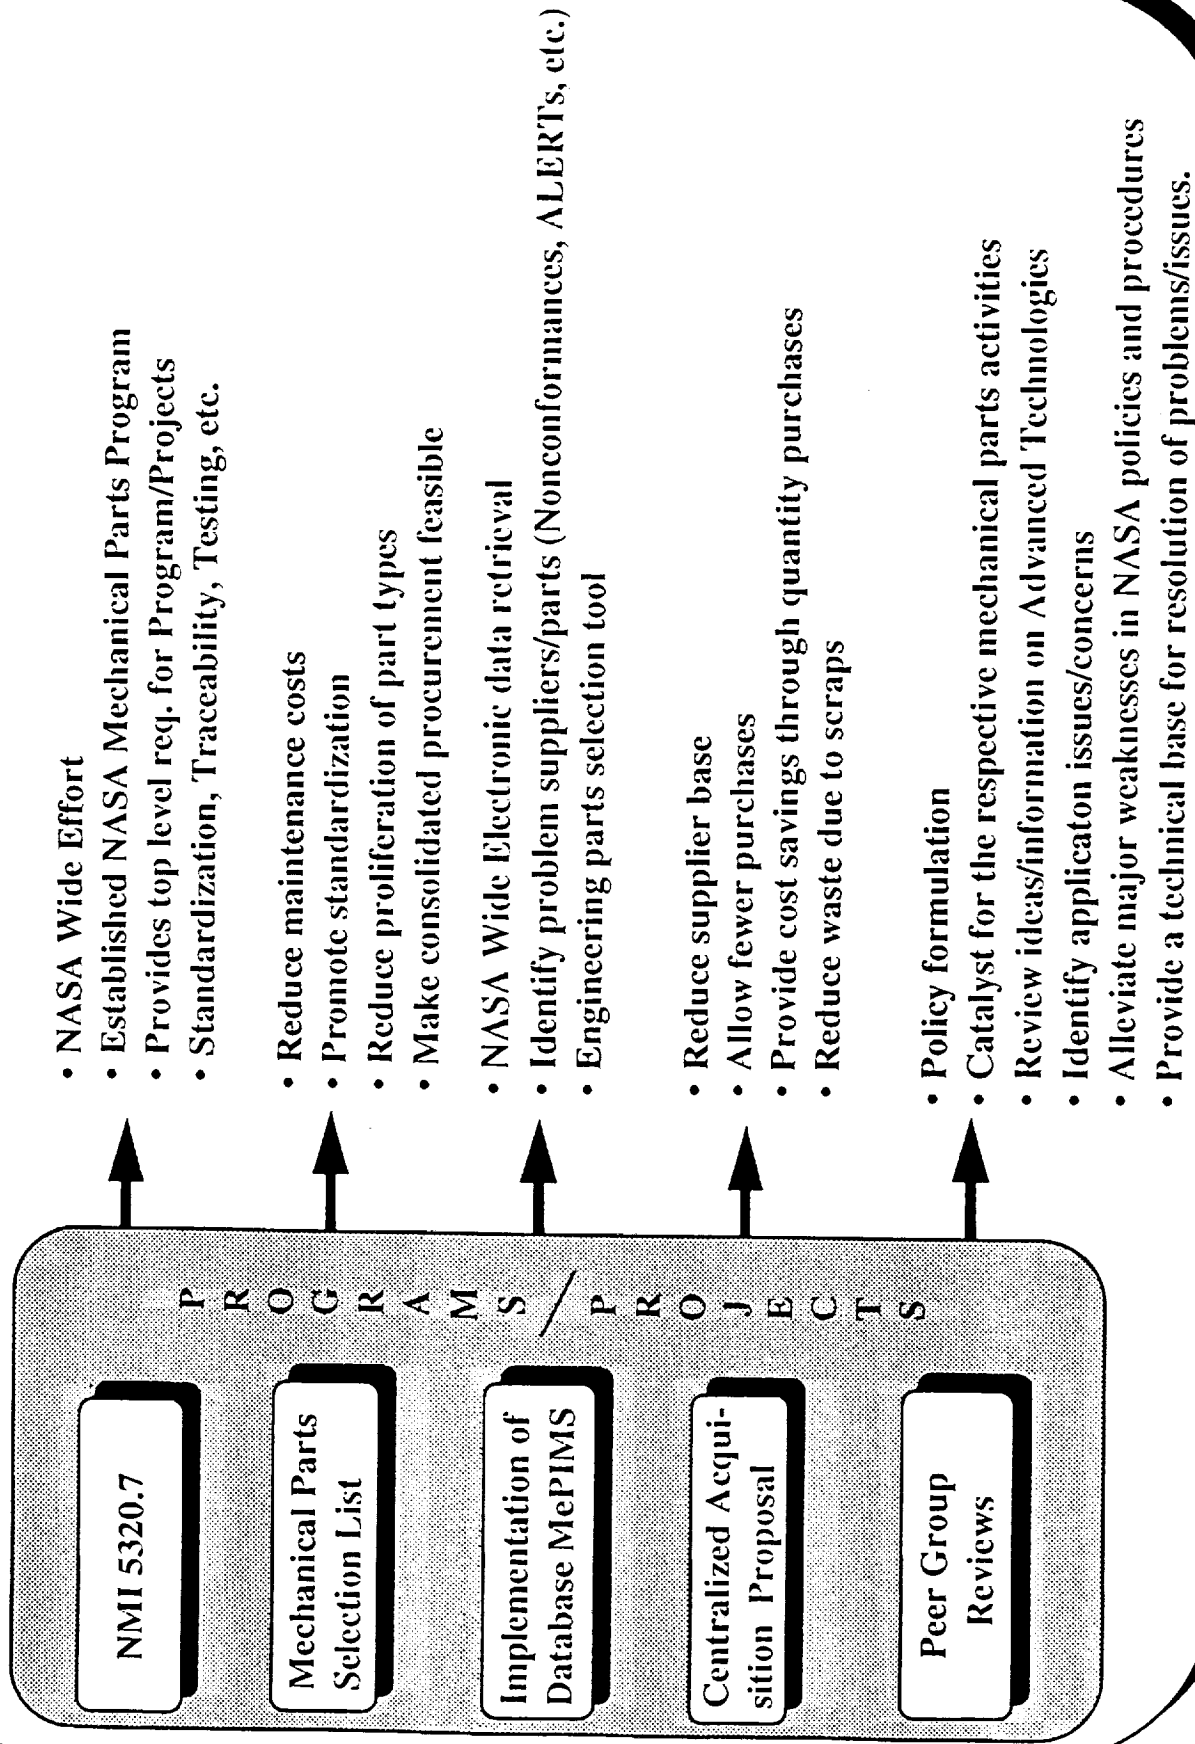 NMI 5320.7
• NASA Wide Effort
• Established NASA Mechanical Parts Program
• Provides top level req. for Program/Projects
• Standardization, Traceability, Testing, etc.
Mechanical Parts
Selection List
• Reduce maintenance costs
• Promote standardization
• Reduce proliferation of part types
• Make consolidated procurement feasible
Implementation of
Database MePIMS
• NASA Wide Electronic data retrieval
• Identify problem suppliers/parts (Nonconformances, ALERTs, etc.)
• Engineering parts selection tool
Centralized Acqui-
sition Proposal
• Reduce supplier base
• Allow fewer purchases
• Provide cost savings through quantity purchases
• Reduce waste due to scraps
Peer Group
Reviews
• Policy formulation
• Catalyst for the respective mechanical parts activities
• Review ideas/information on Advanced Technologies
• Identify applicaton issues/concerns
• Alleviate major weaknesses in NASA policies and procedures
• Provide a technical base for resolution of problems/issues.
PROGRAMS/PROJECTS